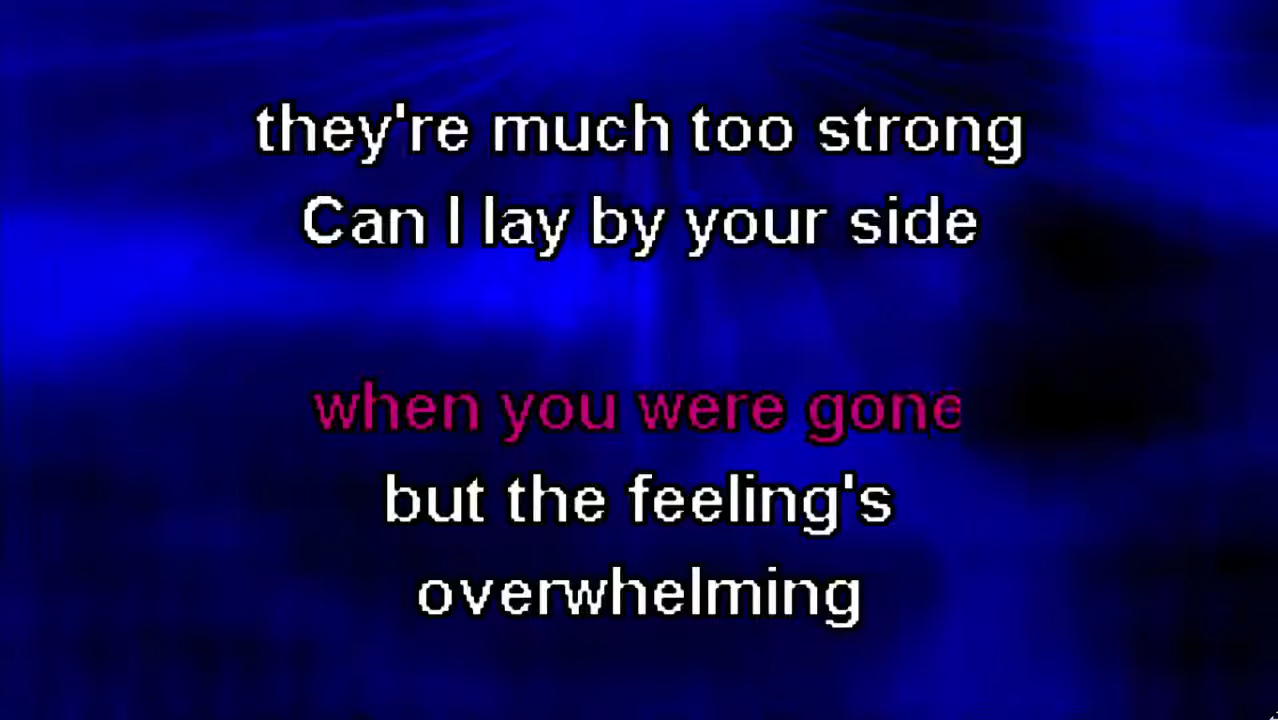 they're much too strong
Can I lay by your side
when you were gone
but the feeling's
overwhelming